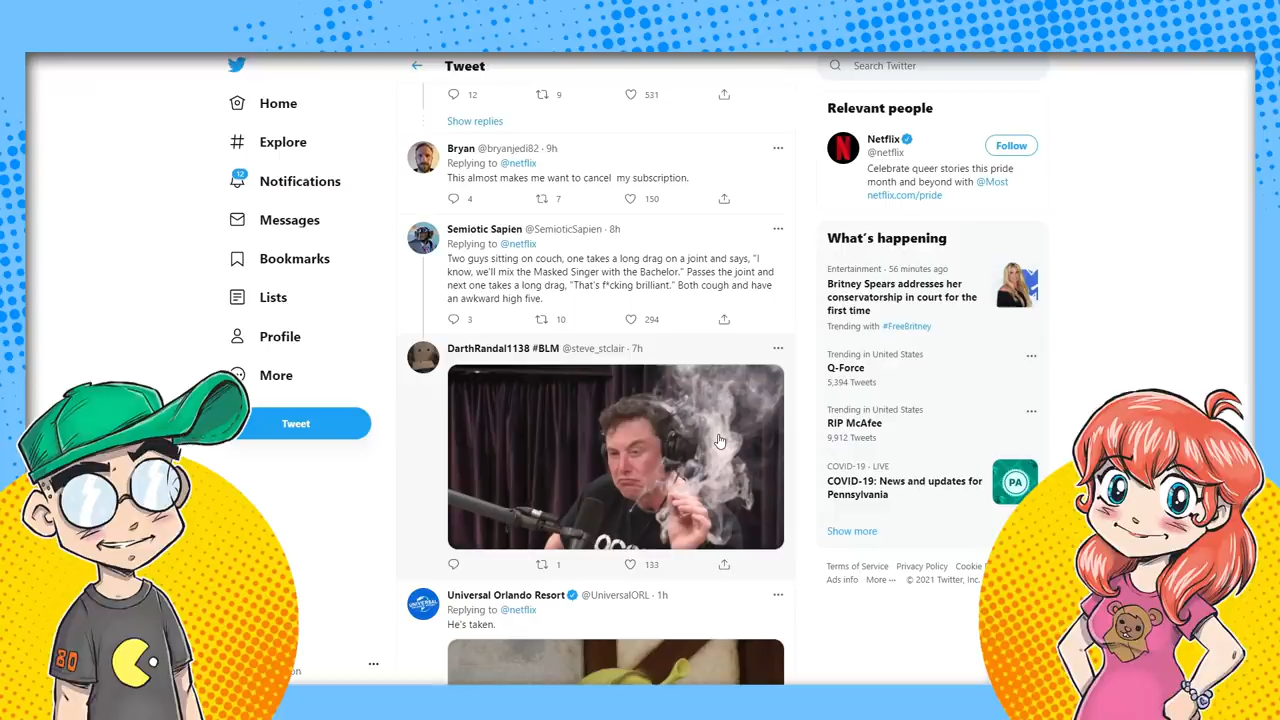 Tweet
Search Twitter
Home
Explore
12
Notifications
Messages
Bookmarks
Lists
Profile
More
Tweet
12 9 531
Show replies
Bryan @bryanjedi82 · 9h
Replying to @netflix
This almost makes me want to cancel my subscription.
4 7 150
Semiotic Sapien @SemioticSapien · 8h
Replying to @netflix
Two guys sitting on couch, one takes a long drag on a joint and says, "I
know, we'll mix the Masked Singer with the Bachelor." Passes the joint and
next one takes a long drag, "That's f*cking brilliant." Both cough and have
an awkward high five.
3 10 294
DarthRandal1138 #BLM @steve_stclair · 7h
OCC
1 133
Universal Orlando Resort @UniversalORL · 1h
Replying to @netflix
He's taken.
UNIVERSAL
Relevant people
Netflix
@netflix
Follow
Celebrate queer stories this pride
month and beyond with @Most
netflix.com/pride
What's happening
Entertainment · 56 minutes ago
Britney Spears addresses her
conservatorship in court for the
first time
Trending with #FreeBritney
Trending in United States
Q-Force
5,394 Tweets
Trending in United States
RIP McAfee
9,912 Tweets
COVID-19 · LIVE
COVID-19: News and updates for
Pennsylvania
PA
Show more
Terms of Service Privacy Policy Cookie
Ads info More © 2021 Twitter, Inc.
80
on